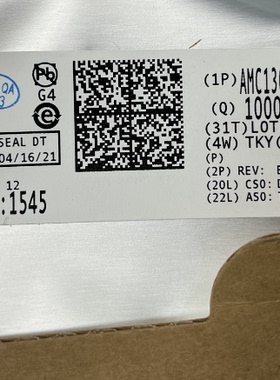 QA
3
Pb
G4
e
SEAL DT
04/16/21
12
:1545
(1P) AMC13
(Q) 1000
(31T)LOT
(4W) TKY(
(P)
(2P) REV:
(20L) CSO:
(22L) ASO: